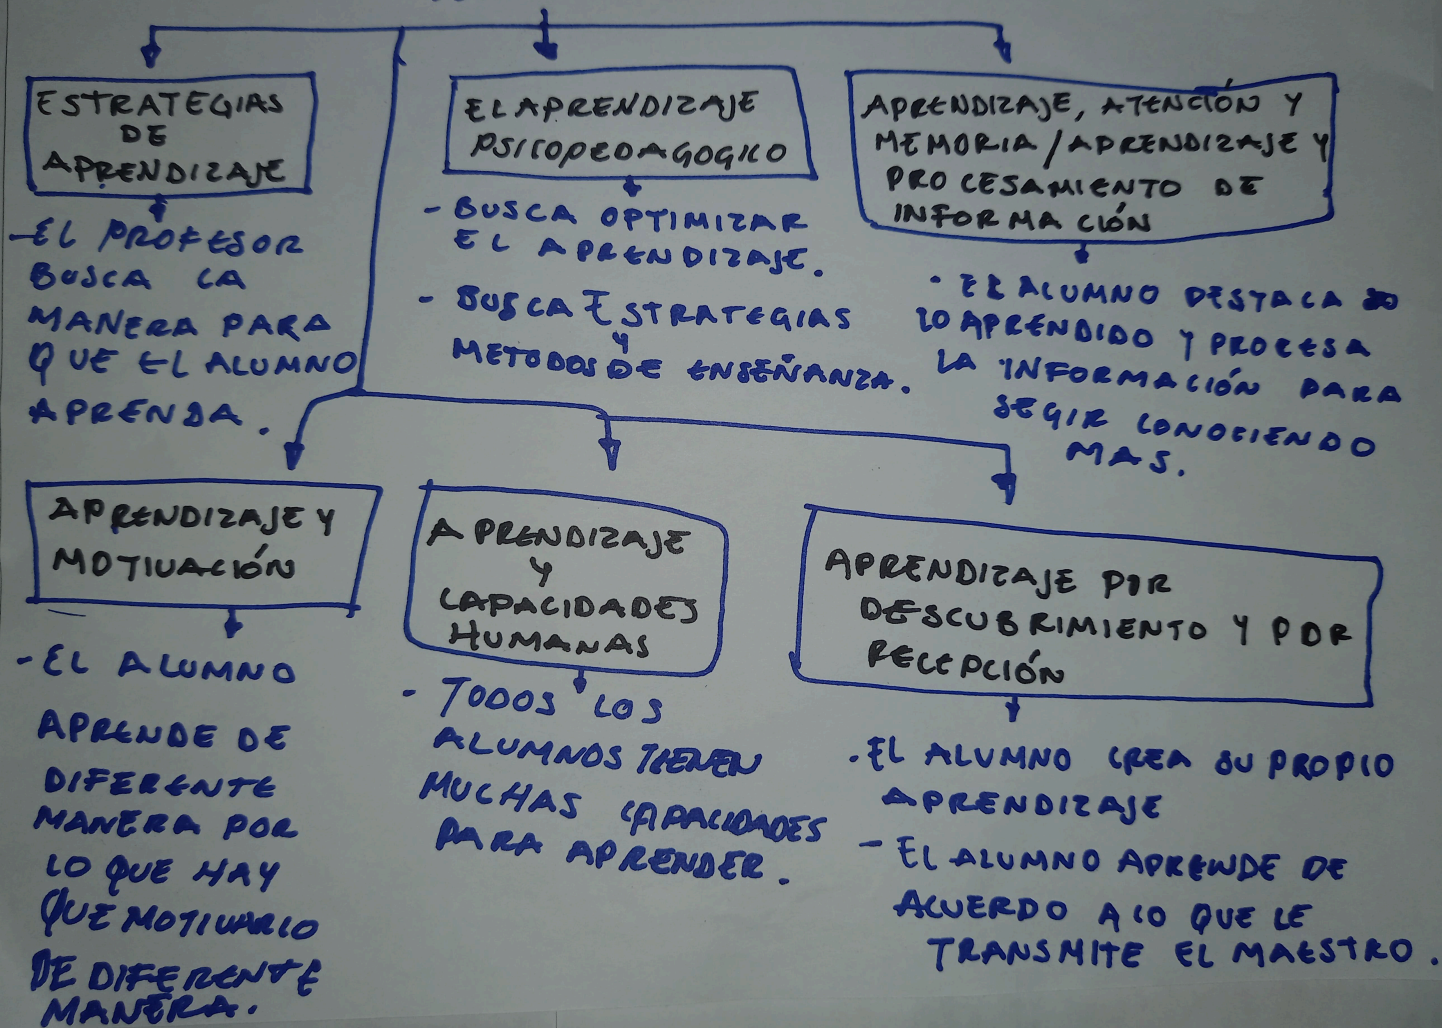 ESTRATEGIAS
DE
APRENDIZAJE
-EL PROFESOR
BUSCA LA
MANERA PARA
QUE EL ALUMNO
APRENDA.
EL APRENDIZAJE
PSICOPEDAGOGICO
- BUSCA OPTIMIZAR
EL APRENDIZAJE.
- BUSCA ESTRATEGIAS
Y
METODOS DE ENSEÑANZA.
APRENDIZAJE, ATENCIÓN Y
MEMORIA/APRENDIZAJE Y
PROCESAMIENTO DE
INFORMACIÓN
· EL ALUMNO DESTACA
LO APRENDIDO Y PROCESA
LA INFORMACIÓN PARA
SEGIR CONOCIENDO
MAS.
APRENDIZAJE Y
MOTIVACIÓN
- EL ALUMNO
APRENDE DE
DIFERENTE
MANERA POR
LO QUE HAY
QUE MOTIVARLO
DE DIFERENTE
MANERA.
APRENDIZAJE
Y
CAPACIDADES
HUMANAS
- TODOS LOS
ALUMNOS TIENEN
MUCHAS CAPACIDADES
PARA APRENDER.
APRENDIZAJE POR
DESCUBRIMIENTO Y POR
RECEPCIÓN
· EL ALUMNO CREA SU PROPIO
APRENDIZAJE
- EL ALUMNO APRENDE DE
ACUERDO A LO QUE LE
TRANSMITE EL MAESTRO.